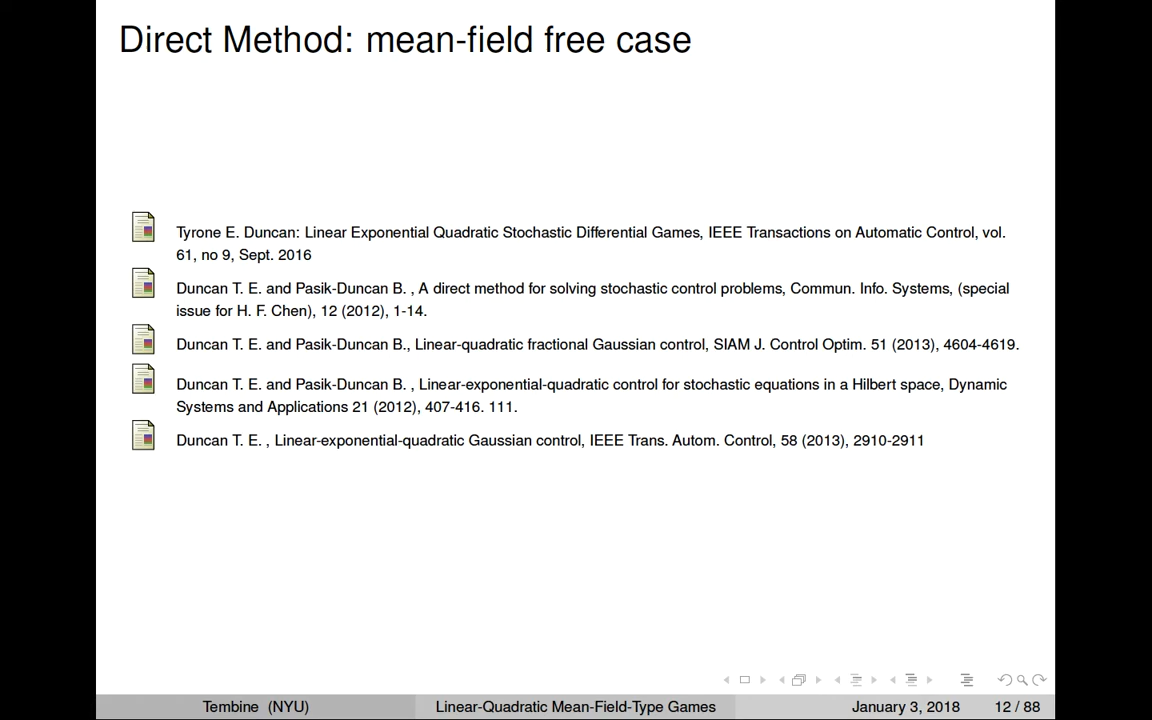 Direct Method: mean-field free case
Tyrone E. Duncan: Linear Exponential Quadratic Stochastic Differential Games, IEEE Transactions on Automatic Control, vol.
61, no 9, Sept. 2016
Duncan T. E. and Pasik-Duncan B. , A direct method for solving stochastic control problems, Commun. Info. Systems, (special
issue for H. F. Chen), 12 (2012), 1-14.
Duncan T. E. and Pasik-Duncan B., Linear-quadratic fractional Gaussian control, SIAM J. Control Optim. 51 (2013), 4604-4619.
Duncan T. E. and Pasik-Duncan B. , Linear-exponential-quadratic control for stochastic equations in a Hilbert space, Dynamic
Systems and Applications 21 (2012), 407-416. 111.
Duncan T. E. , Linear-exponential-quadratic Gaussian control, IEEE Trans. Autom. Control, 58 (2013), 2910-2911
Tembine (NYU) Linear-Quadratic Mean-Field-Type Games January 3, 2018 12 / 88